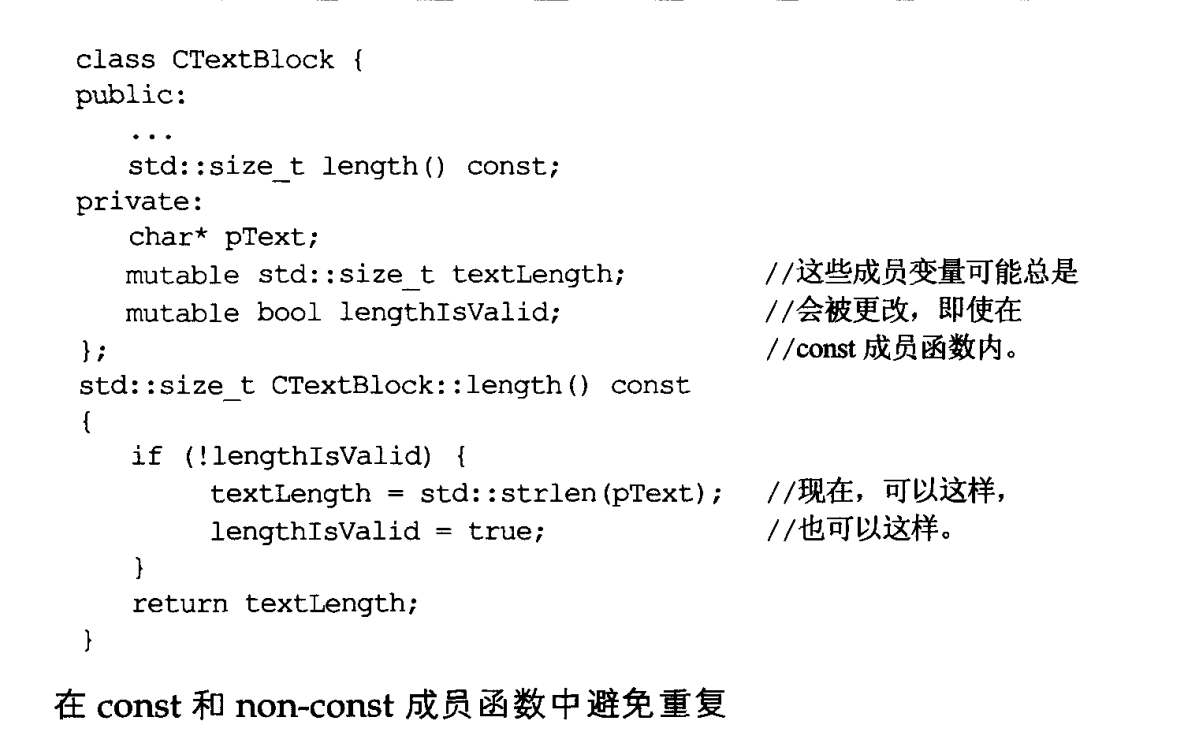 class CTextBlock {
public:
...
std::size_t length() const;
private:
char* pText;
mutable std::size_t textLength; //这些成员变量可能总是
mutable bool lengthIsValid; //会被更改，即使在
}; //const 成员函数内。
std::size_t CTextBlock::length() const
{
if (!lengthIsValid) {
textLength = std::strlen(pText); //现在，可以这样，
lengthIsValid = true; //也可以这样。
}
return textLength;
}
在 const 和 non-const 成员函数中避免重复